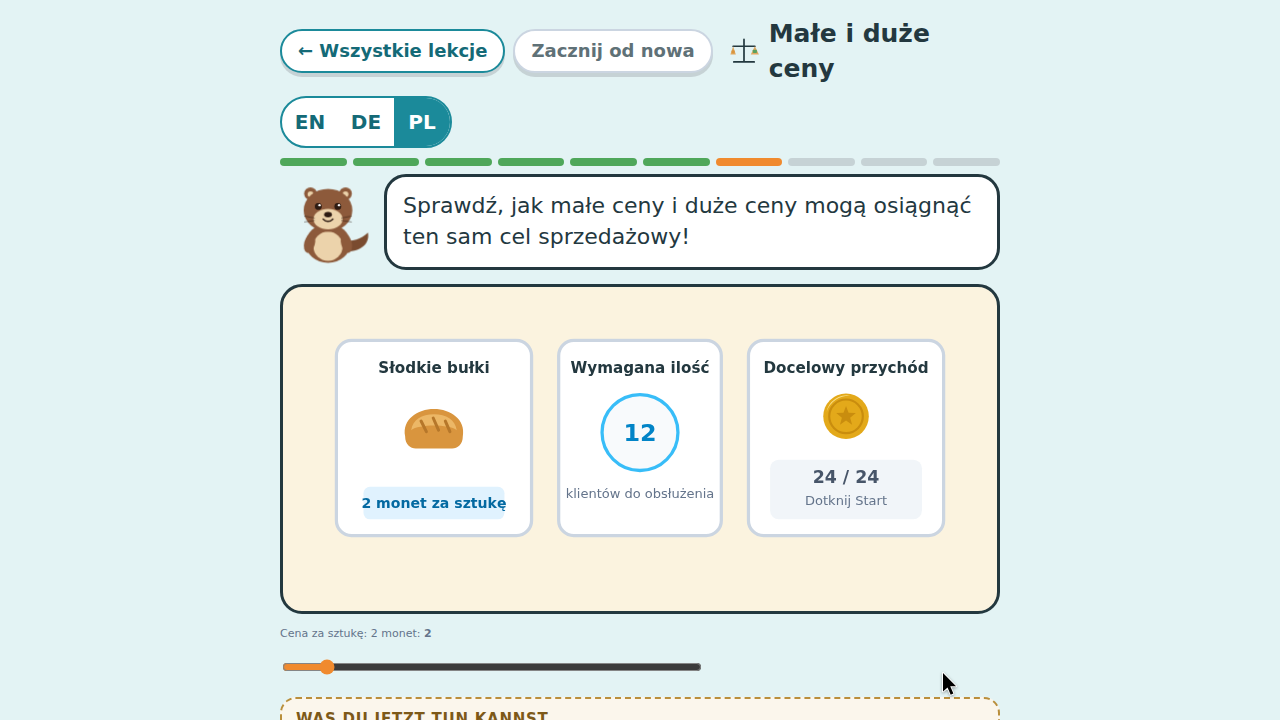 ← Wszystkie lekcje
Zacznij od nowa
Małe i duże
ceny
EN DE PL
Sprawdź, jak małe ceny i duże ceny mogą osiągnąć
ten sam cel sprzedażowy!
Słodkie bułki
2 monet za sztukę
Wymagana ilość
12
klientów do obsłużenia
Docelowy przychód
24 / 24
Dotknij Start
Cena za sztukę: 2 monet: 2
WAS DU JETZT TUN KANNST